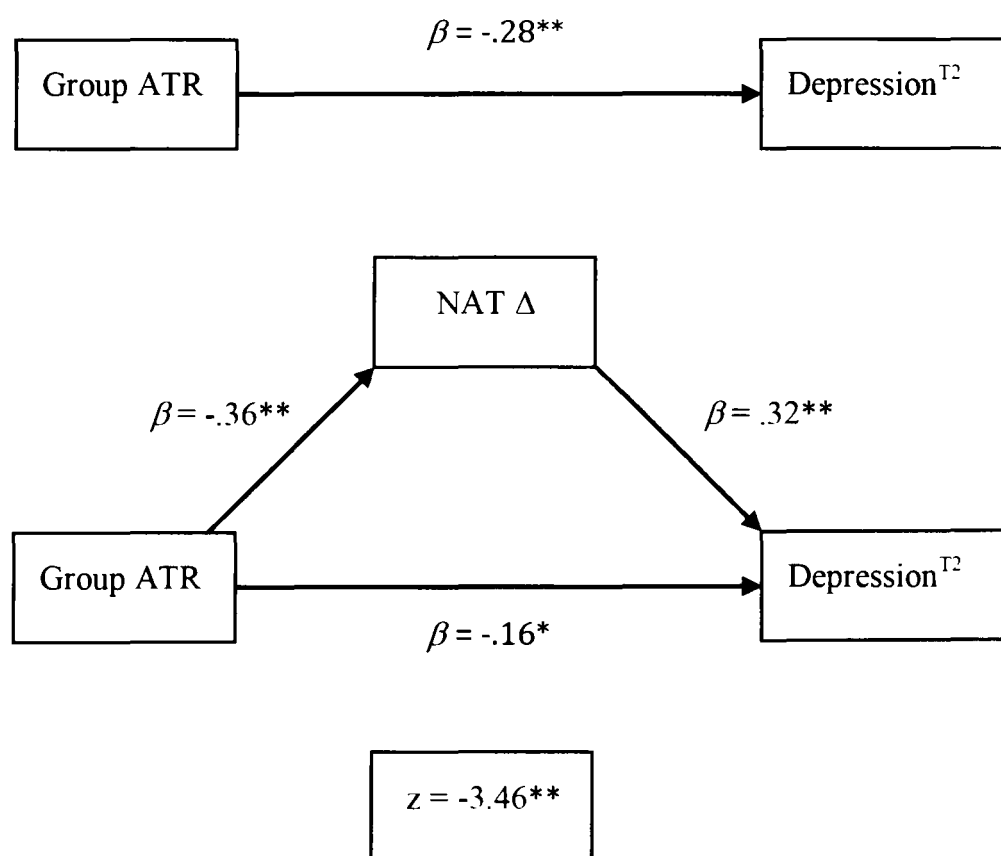 β = -.28**
Group ATR
Depression^T2
NAT Δ
β = -.36**
β = .32**
Group ATR
Depression^T2
β = -.16*
z = -3.46**